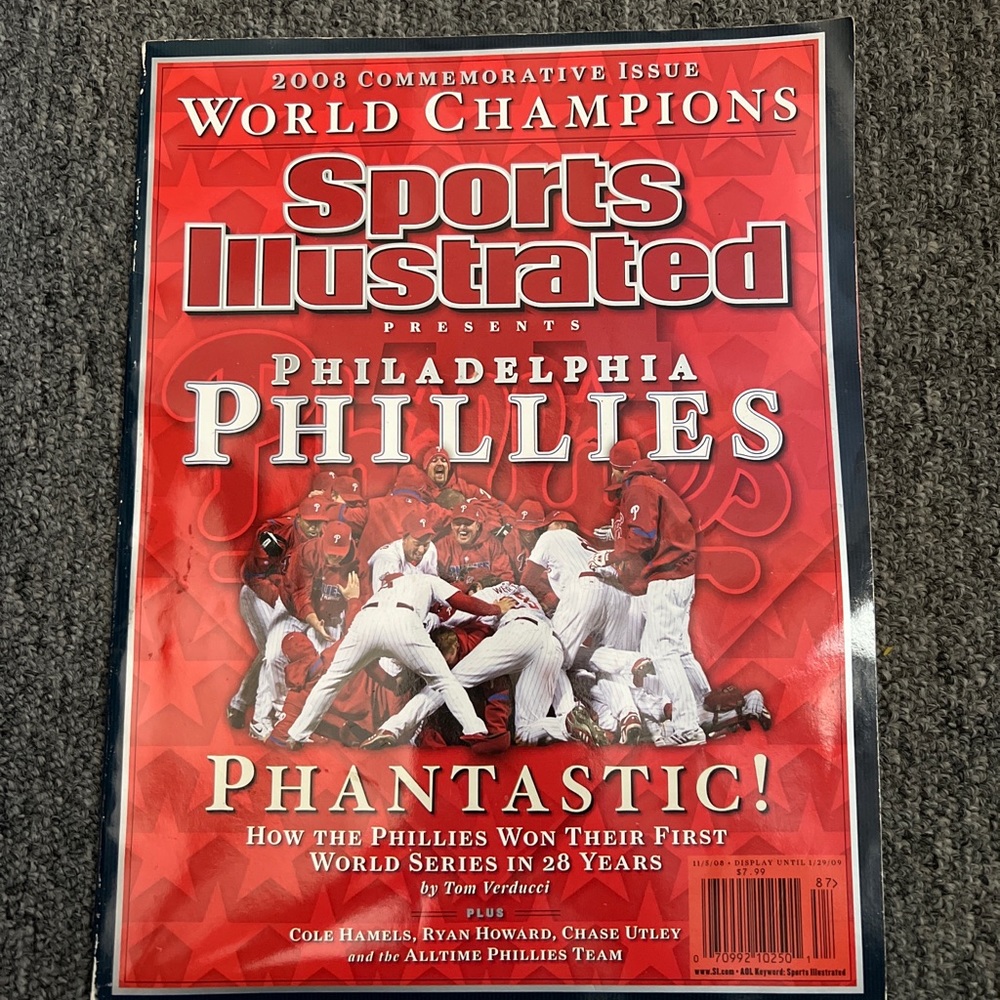 2008 COMMEMORATIVE ISSUE
WORLD CHAMPIONS
Sports
Illustrated
PRESENTS
PHILADELPHIA
PHILLIES
PHANTASTIC!
HOW THE PHILLIES WON THEIR FIRST
WORLD SERIES IN 28 YEARS
by Tom Verducci
PLUS
COLE HAMELS, RYAN HOWARD, CHASE UTLEY
and the ALLTIME PHILLIES TEAM
11/5/08 • DISPLAY UNTIL 1/29/09
$7.99
87>
0 70992 10250 1
www.SI.com • AOL Keyword: Sports Illustrated